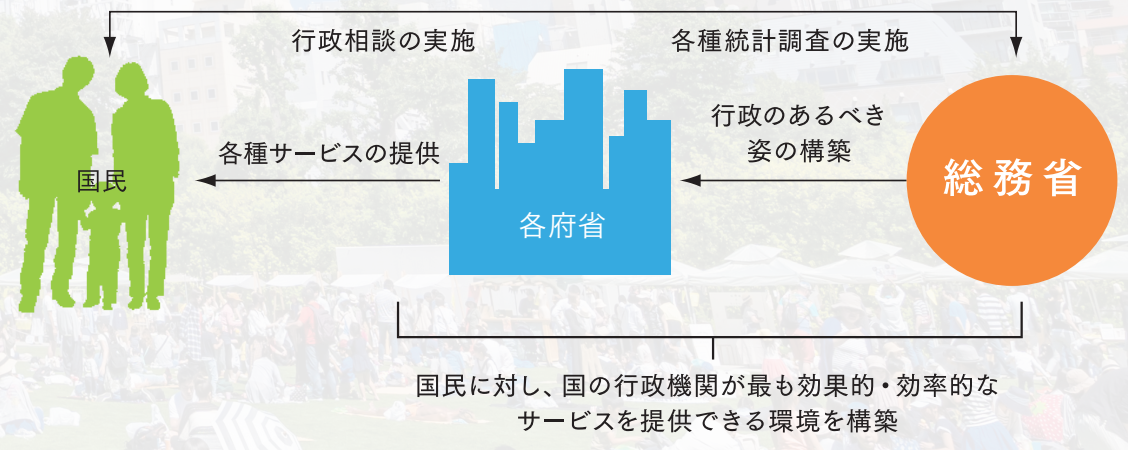 行政相談の実施
各種統計調査の実施
行政のあるべき
姿の構築
各種サービスの提供
国民
総務省
各府省
国民に対し、国の行政機関が最も効果的・効率的な
サービスを提供できる環境を構築